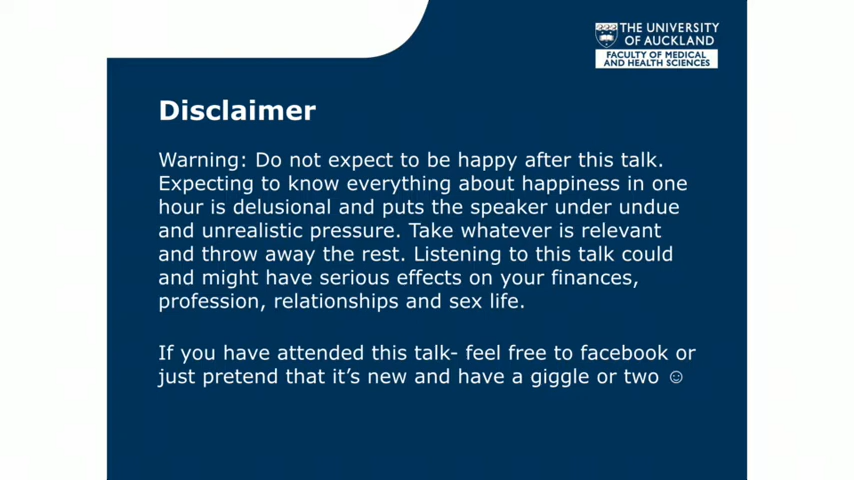 THE UNIVERSITY
OF AUCKLAND
FACULTY OF MEDICAL
AND HEALTH SCIENCES
Disclaimer
Warning: Do not expect to be happy after this talk.
Expecting to know everything about happiness in one
hour is delusional and puts the speaker under undue
and unrealistic pressure. Take whatever is relevant
and throw away the rest. Listening to this talk could
and might have serious effects on your finances,
profession, relationships and sex life.
If you have attended this talk- feel free to facebook or
just pretend that it’s new and have a giggle or two ☺